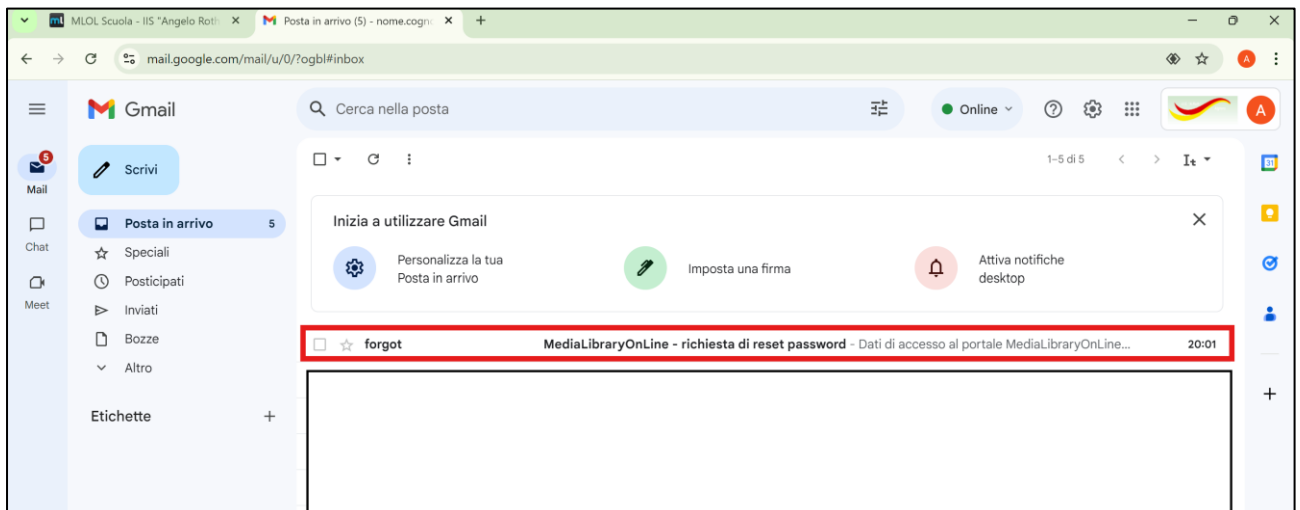 MLOL Scuola - IIS "Angelo Roth
Posta in arrivo (5) - nome.cogno
mail.google.com/mail/u/0/?ogbl#inbox
A
Gmail
Cerca nella posta
Online
A
5
Mail
Scrivi
1–5 di 5
31
Chat
Meet
Posta in arrivo 5
Speciali
Posticipati
Inviati
Bozze
Altro
Etichette
Inizia a utilizzare Gmail
Personalizza la tua
Posta in arrivo
Imposta una firma
Attiva notifiche
desktop
forgot MediaLibraryOnLine - richiesta di reset password - Dati di accesso al portale MediaLibraryOnLine... 20:01